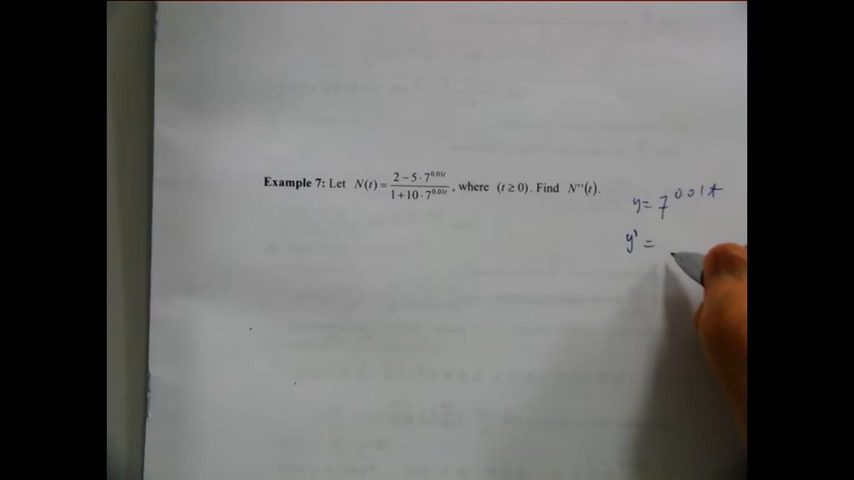 Example 7: Let N(t) = (2 − 5 · 7^{0.01t}) / (1 + 10 · 7^{0.01t}), where (t ≥ 0). Find N''(t).
y = 7^{0.01t}
y' =